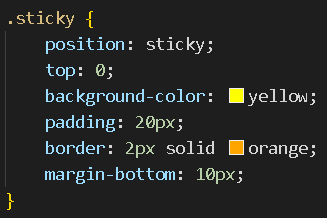 .sticky {
    position: sticky;
    top: 0;
    background-color: yellow;
    padding: 20px;
    border: 2px solid orange;
    margin-bottom: 10px;
}